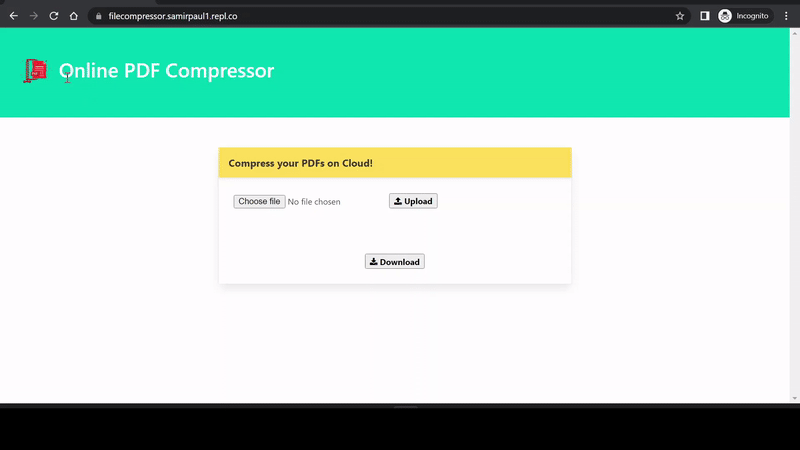 filecompressor.samirpaul1.repl.co
Incognito
Online PDF Compressor
Compress your PDFs on Cloud!
Choose file No file chosen
Upload
Download